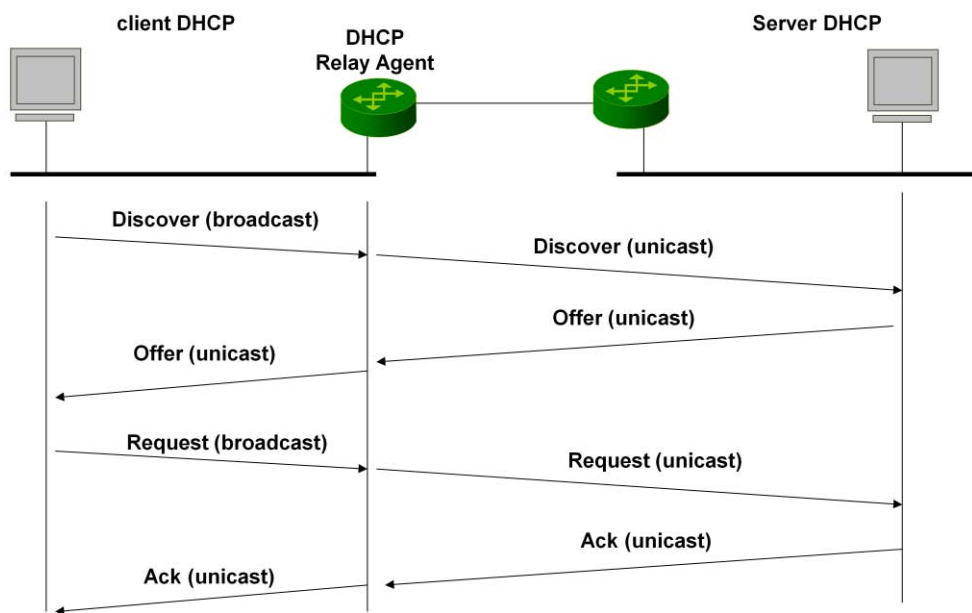 client DHCP
Server DHCP
DHCP
Relay Agent
Discover (broadcast)
Discover (unicast)
Offer (unicast)
Offer (unicast)
Request (broadcast)
Request (unicast)
Ack (unicast)
Ack (unicast)